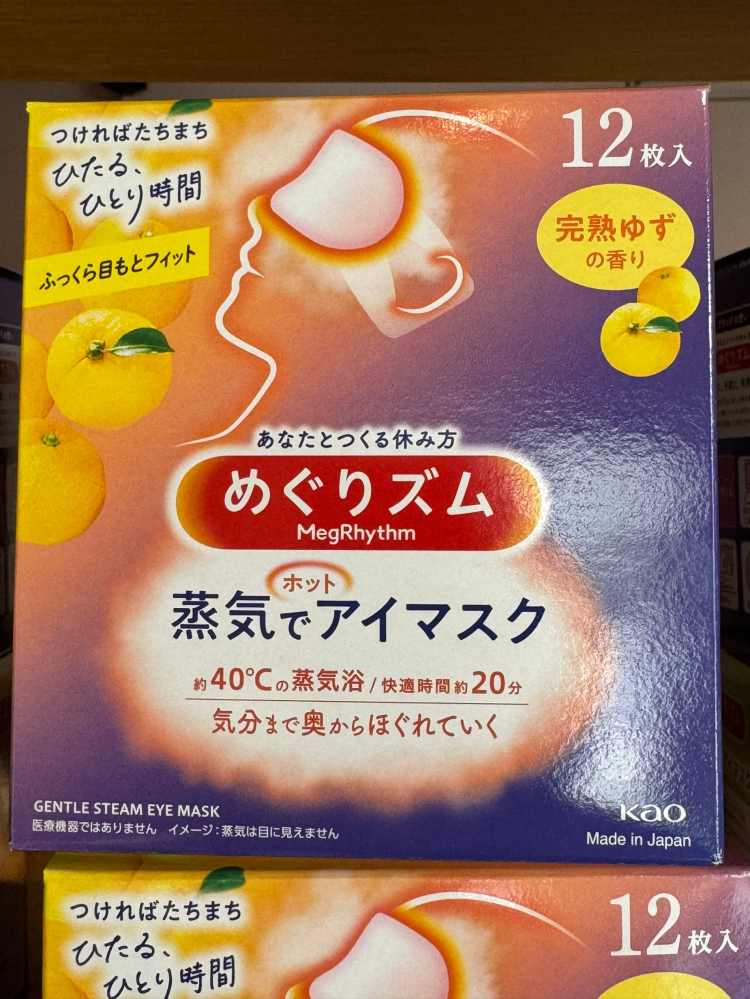 つければたちまち
ひたる、
ひとり時間
ふっくら目もとフィット
12枚入
完熟ゆず
の香り
あなたとつくる休み方
めぐりズム
MegRhythm
ホット
蒸気でアイマスク
約40℃の蒸気浴/快適時間約20分
気分まで奥からほぐれていく
GENTLE STEAM EYE MASK
医療機器ではありません イメージ:蒸気は目に見えません
Kao
Made in Japan
つければたちまち
ひたる、
ひとり時間
12枚入